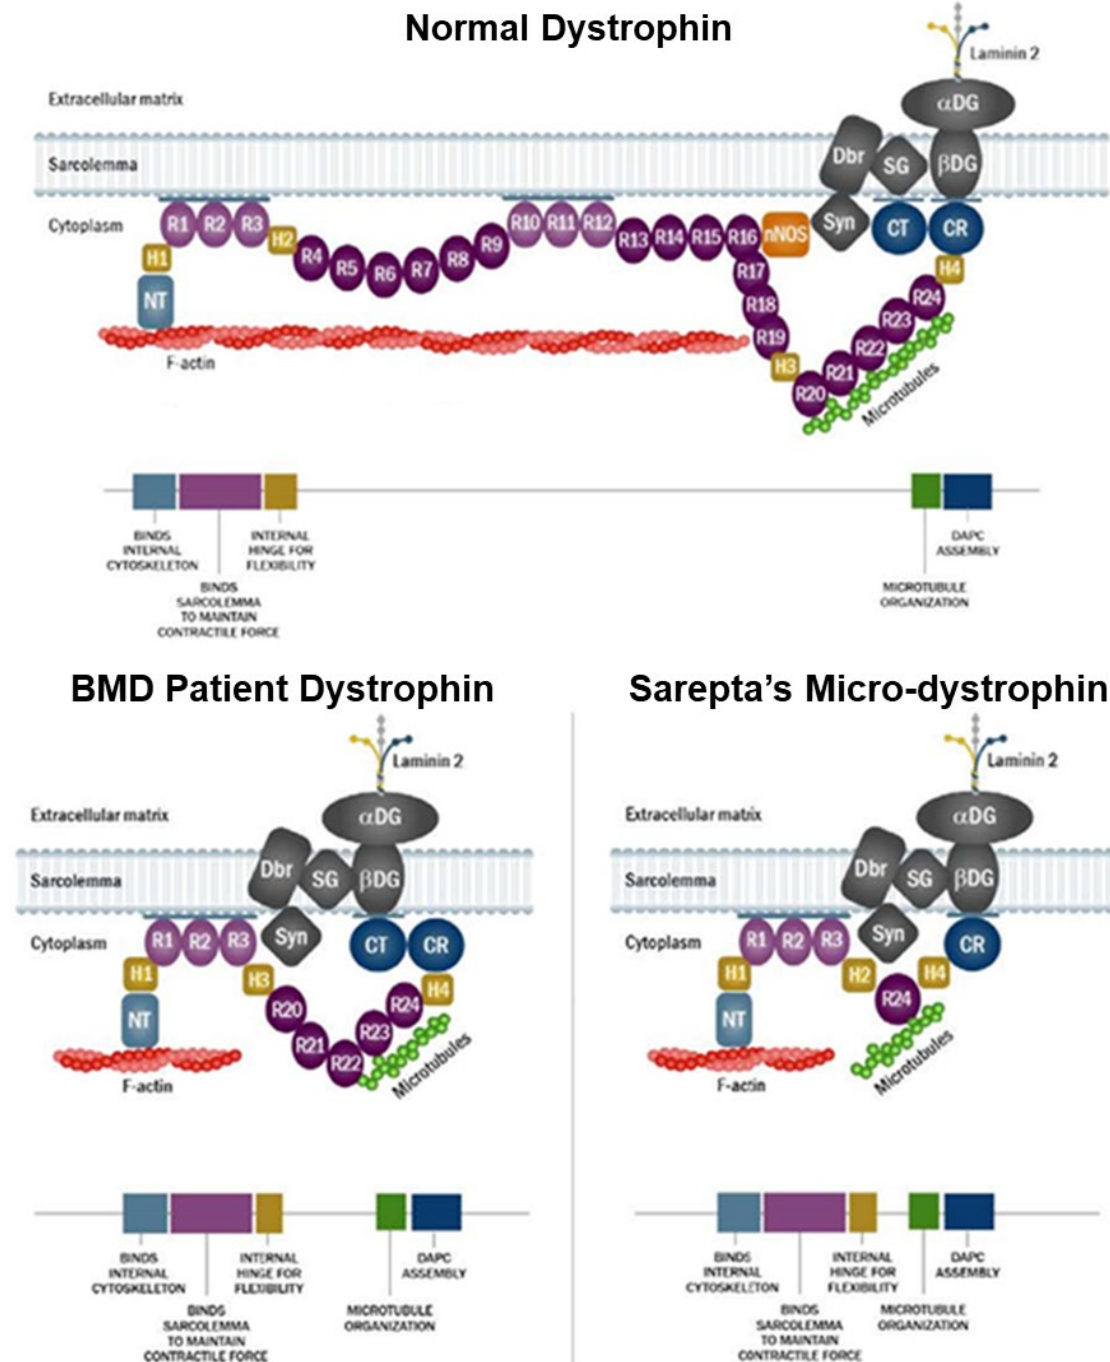 Normal Dystrophin
Laminin 2
Extracellular matrix
αDG
Sarcolemma
Dbr
SG
βDG
Cytoplasm
R1 R2 R3
H2
R4 R5 R6 R7 R8 R9
R10 R11 R12
R13 R14 R15 R16
nNOS
Syn
CT
CR
H1
NT
R17
R18
R19
H3
R20 R21 R22 R23 R24
H4
F-actin
Microtubules
BINDS
INTERNAL
CYTOSKELETON
BINDS
SARCOLEMMA
TO MAINTAIN
CONTRACTILE FORCE
INTERNAL
HINGE FOR
FLEXIBILITY
MICROTUBULE
ORGANIZATION
DAPC
ASSEMBLY
BMD Patient Dystrophin
Laminin 2
Extracellular matrix
αDG
Sarcolemma
Dbr
SG
βDG
Cytoplasm
R1 R2 R3
Syn
CT
CR
H1
NT
H3
R20 R21 R22 R23 R24
H4
F-actin
Microtubules
BINDS
INTERNAL
CYTOSKELETON
BINDS
SARCOLEMMA
TO MAINTAIN
CONTRACTILE FORCE
INTERNAL
HINGE FOR
FLEXIBILITY
MICROTUBULE
ORGANIZATION
DAPC
ASSEMBLY
Sarepta's Micro-dystrophin
Laminin 2
Extracellular matrix
αDG
Sarcolemma
Dbr
SG
βDG
Cytoplasm
R1 R2 R3
Syn
CR
H1
NT
H2
R24
H4
F-actin
Microtubules
BINDS
INTERNAL
CYTOSKELETON
BINDS
SARCOLEMMA
TO MAINTAIN
CONTRACTILE FORCE
INTERNAL
HINGE FOR
FLEXIBILITY
MICROTUBULE
ORGANIZATION
DAPC
ASSEMBLY